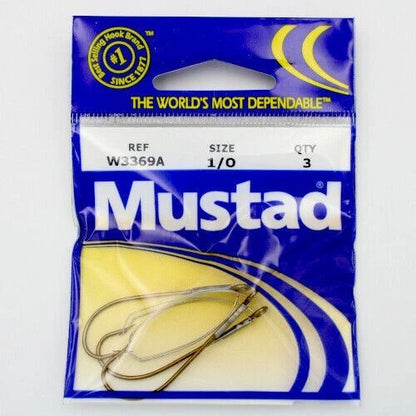 Best Selling Hook Brand
#1
SINCE 1877
THE WORLD'S MOST DEPENDABLE™
REF SIZE QTY
W3369A 1/0 3
Mustad®